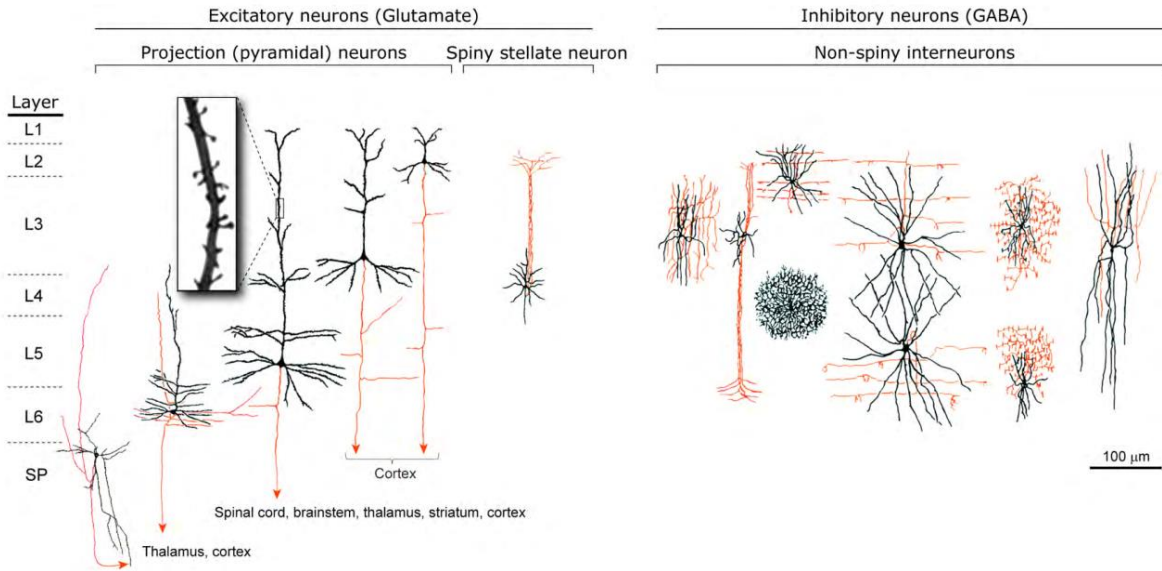 Excitatory neurons (Glutamate)
Inhibitory neurons (GABA)
Projection (pyramidal) neurons
Spiny stellate neuron
Non-spiny interneurons
Layer
L1
L2
L3
L4
L5
L6
SP
Cortex
Spinal cord, brainstem, thalamus, striatum, cortex
Thalamus, cortex
100 μm